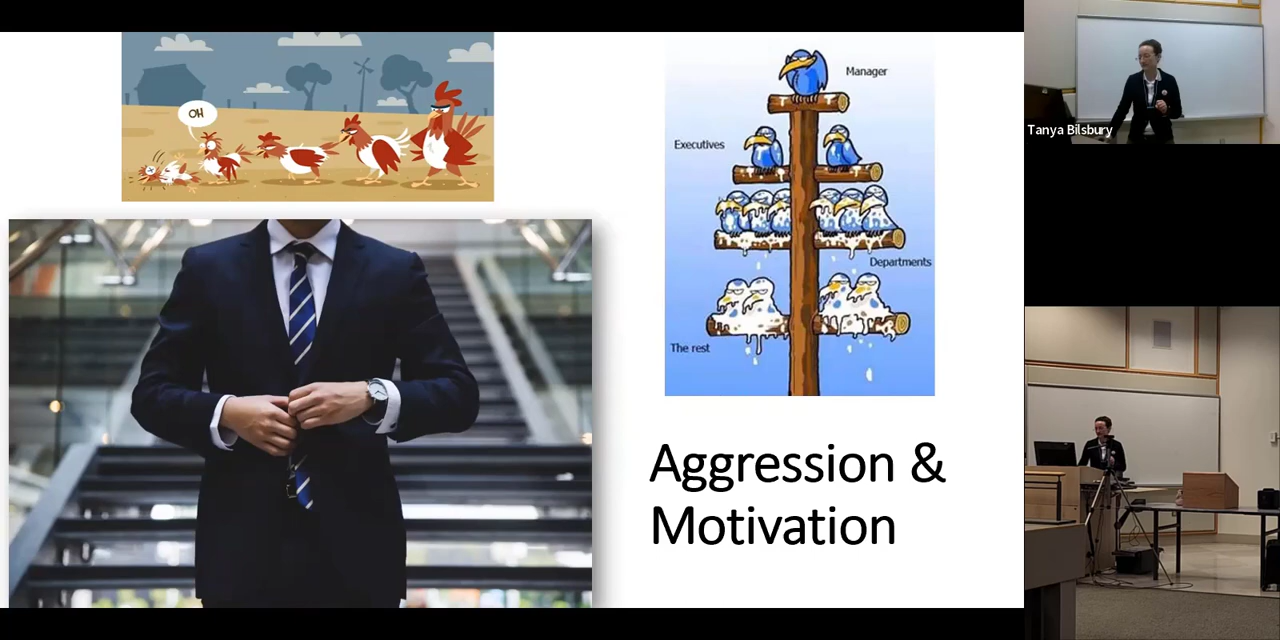 OH
Manager
Executives
Departments
The rest
Aggression &
Motivation
Tanya Bilsbury